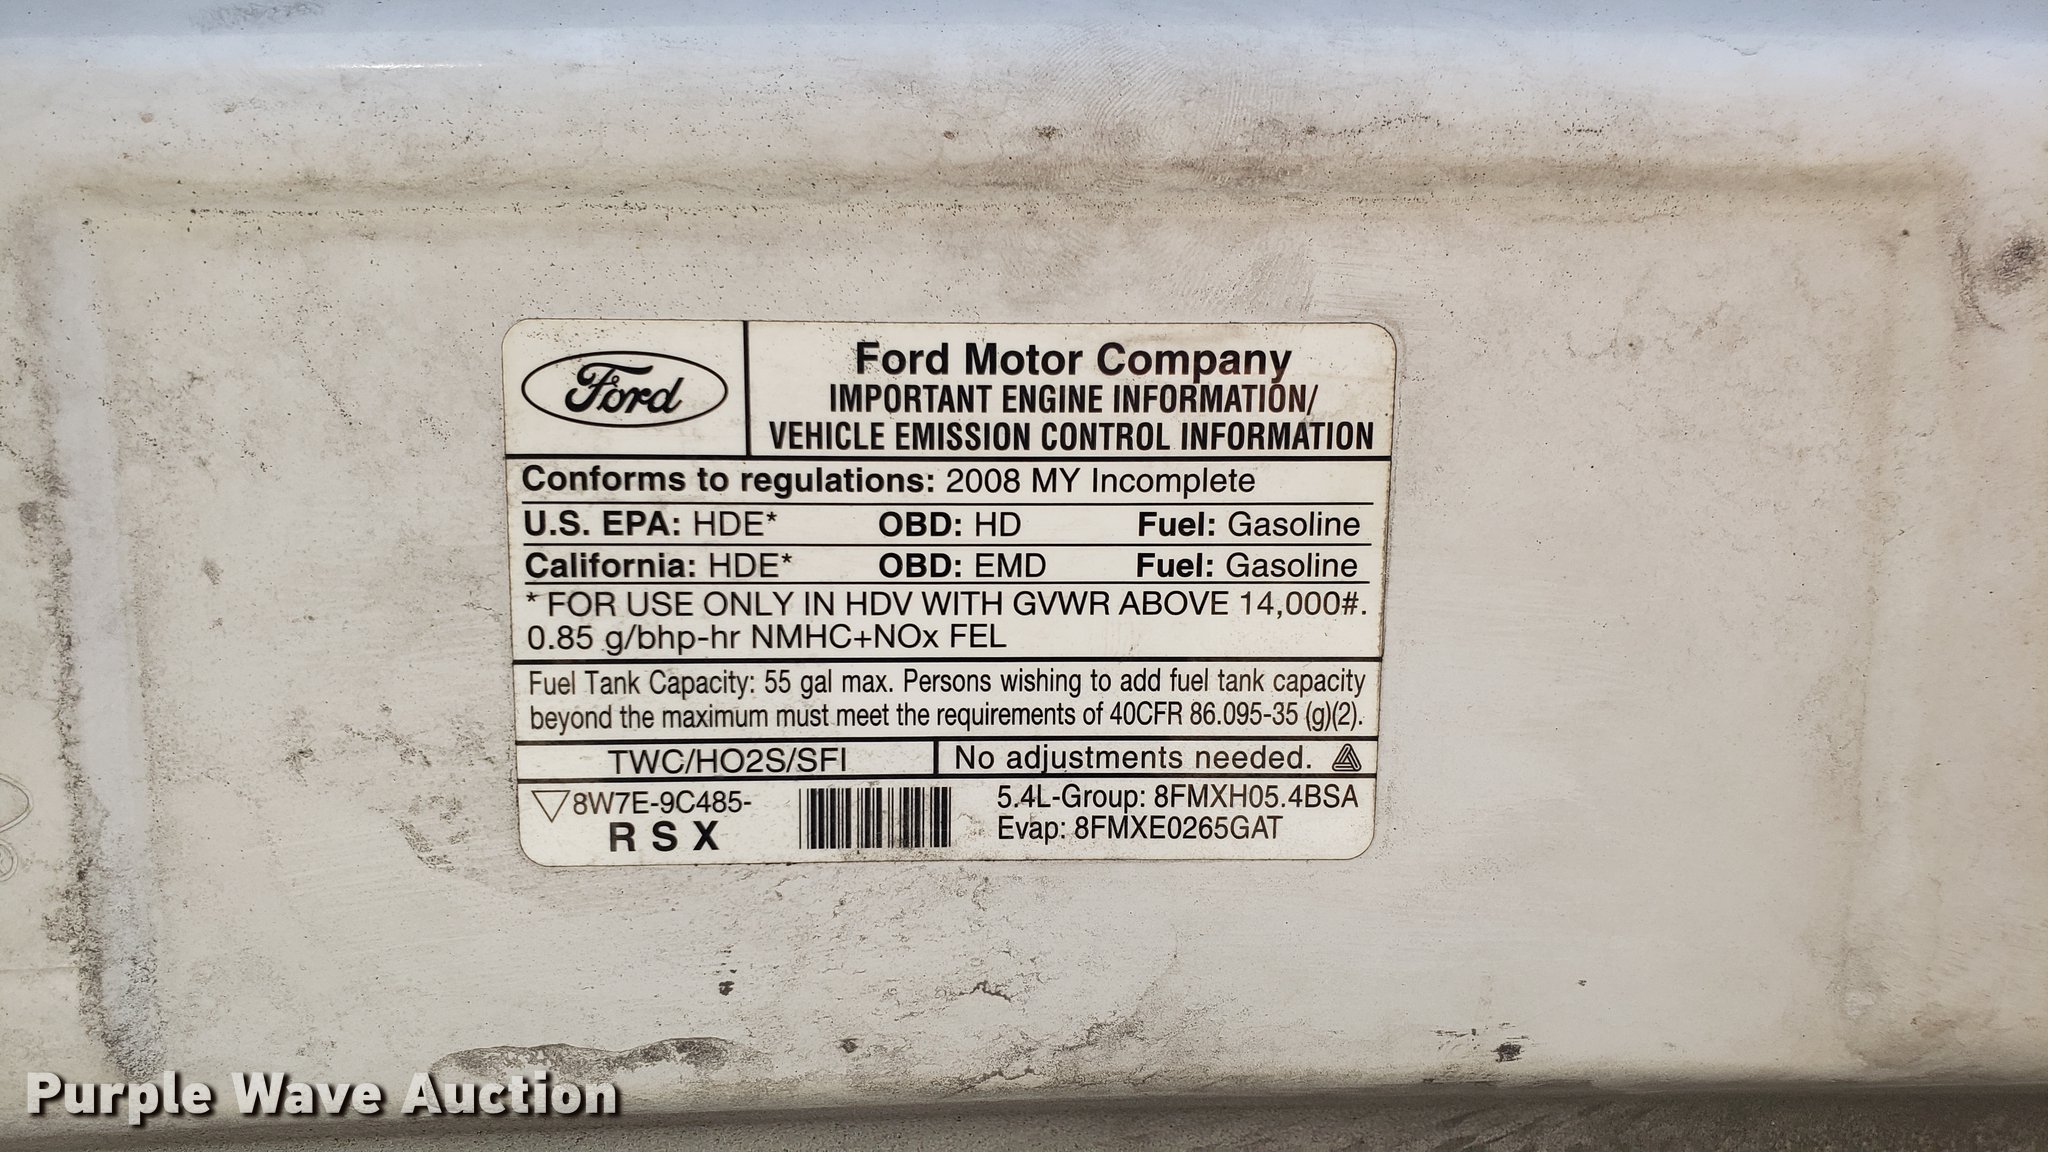 Ford
Ford Motor Company
IMPORTANT ENGINE INFORMATION/
VEHICLE EMISSION CONTROL INFORMATION
Conforms to regulations: 2008 MY Incomplete
U.S. EPA: HDE* OBD: HD Fuel: Gasoline
California: HDE* OBD: EMD Fuel: Gasoline
* FOR USE ONLY IN HDV WITH GVWR ABOVE 14,000#.
0.85 g/bhp-hr NMHC+NOx FEL
Fuel Tank Capacity: 55 gal max. Persons wishing to add fuel tank capacity
beyond the maximum must meet the requirements of 40CFR 86.095-35 (g)(2).
TWC/HO2S/SFI No adjustments needed.
8W7E-9C485-
R S X
5.4L-Group: 8FMXH05.4BSA
Evap: 8FMXE0265GAT
Purple Wave Auction